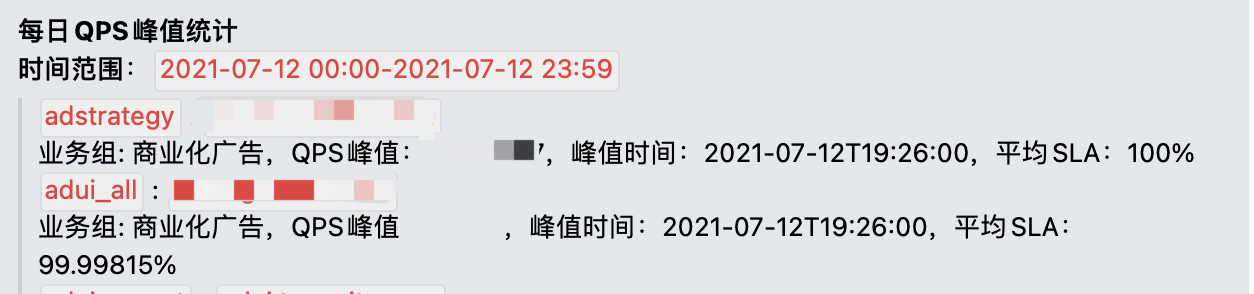 每日QPS峰值统计
时间范围： 2021-07-12 00:00-2021-07-12 23:59
adstrategy
业务组: 商业化广告，QPS峰值： ，峰值时间：2021-07-12T19:26:00，平均SLA：100%
adui_all :
业务组: 商业化广告，QPS峰值 ，峰值时间：2021-07-12T19:26:00，平均SLA：
99.99815%